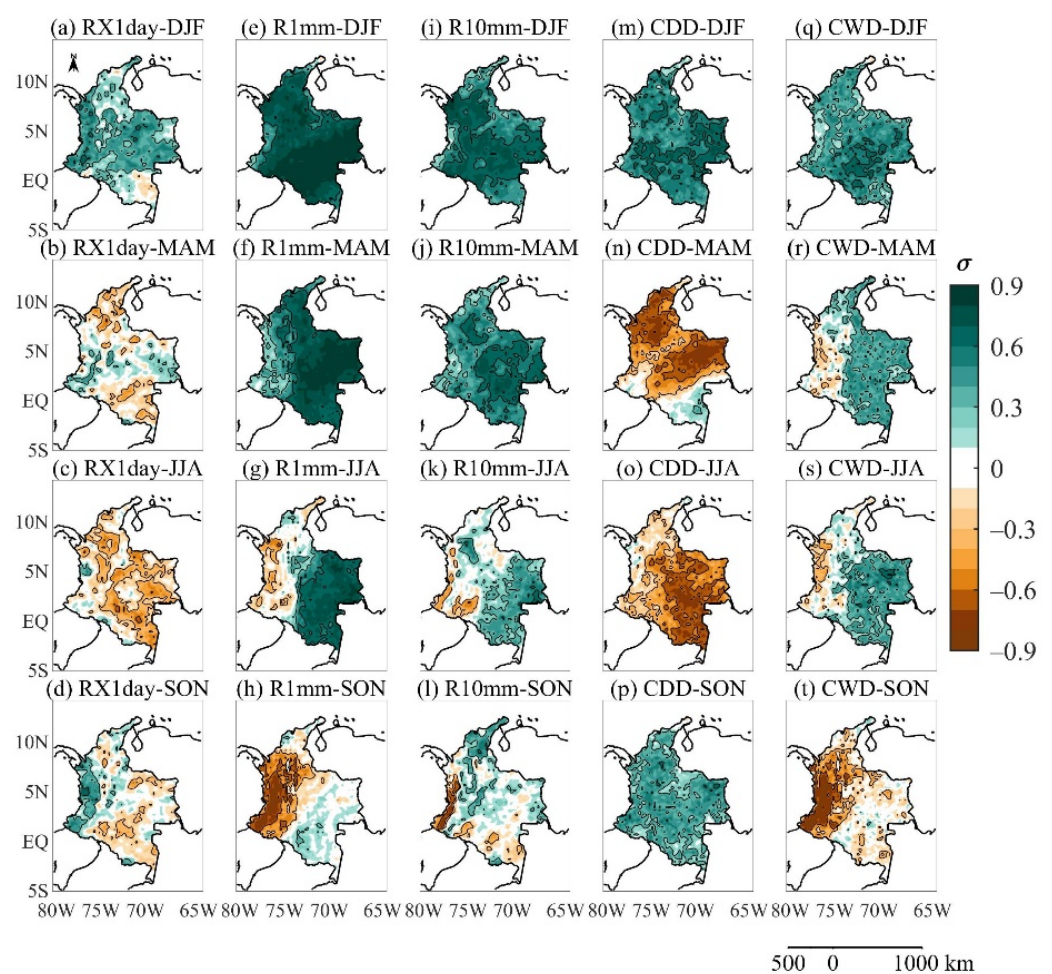 (a) RX1day-DJF (e) R1mm-DJF (i) R10mm-DJF (m) CDD-DJF (q) CWD-DJF
N
10N
5N
EQ
5S
(b) RX1day-MAM (f) R1mm-MAM (j) R10mm-MAM (n) CDD-MAM (r) CWD-MAM
10N
5N
EQ
5S
(c) RX1day-JJA (g) R1mm-JJA (k) R10mm-JJA (o) CDD-JJA (s) CWD-JJA
10N
5N
EQ
5S
(d) RX1day-SON (h) R1mm-SON (l) R10mm-SON (p) CDD-SON (t) CWD-SON
10N
5N
EQ
5S
80W 75W 70W 65W 75W 70W 65W 75W 70W 65W 75W 70W 65W 75W 70W 65W
σ
0.9
0.6
0.3
0
−0.3
−0.6
−0.9
500 0 1000 km